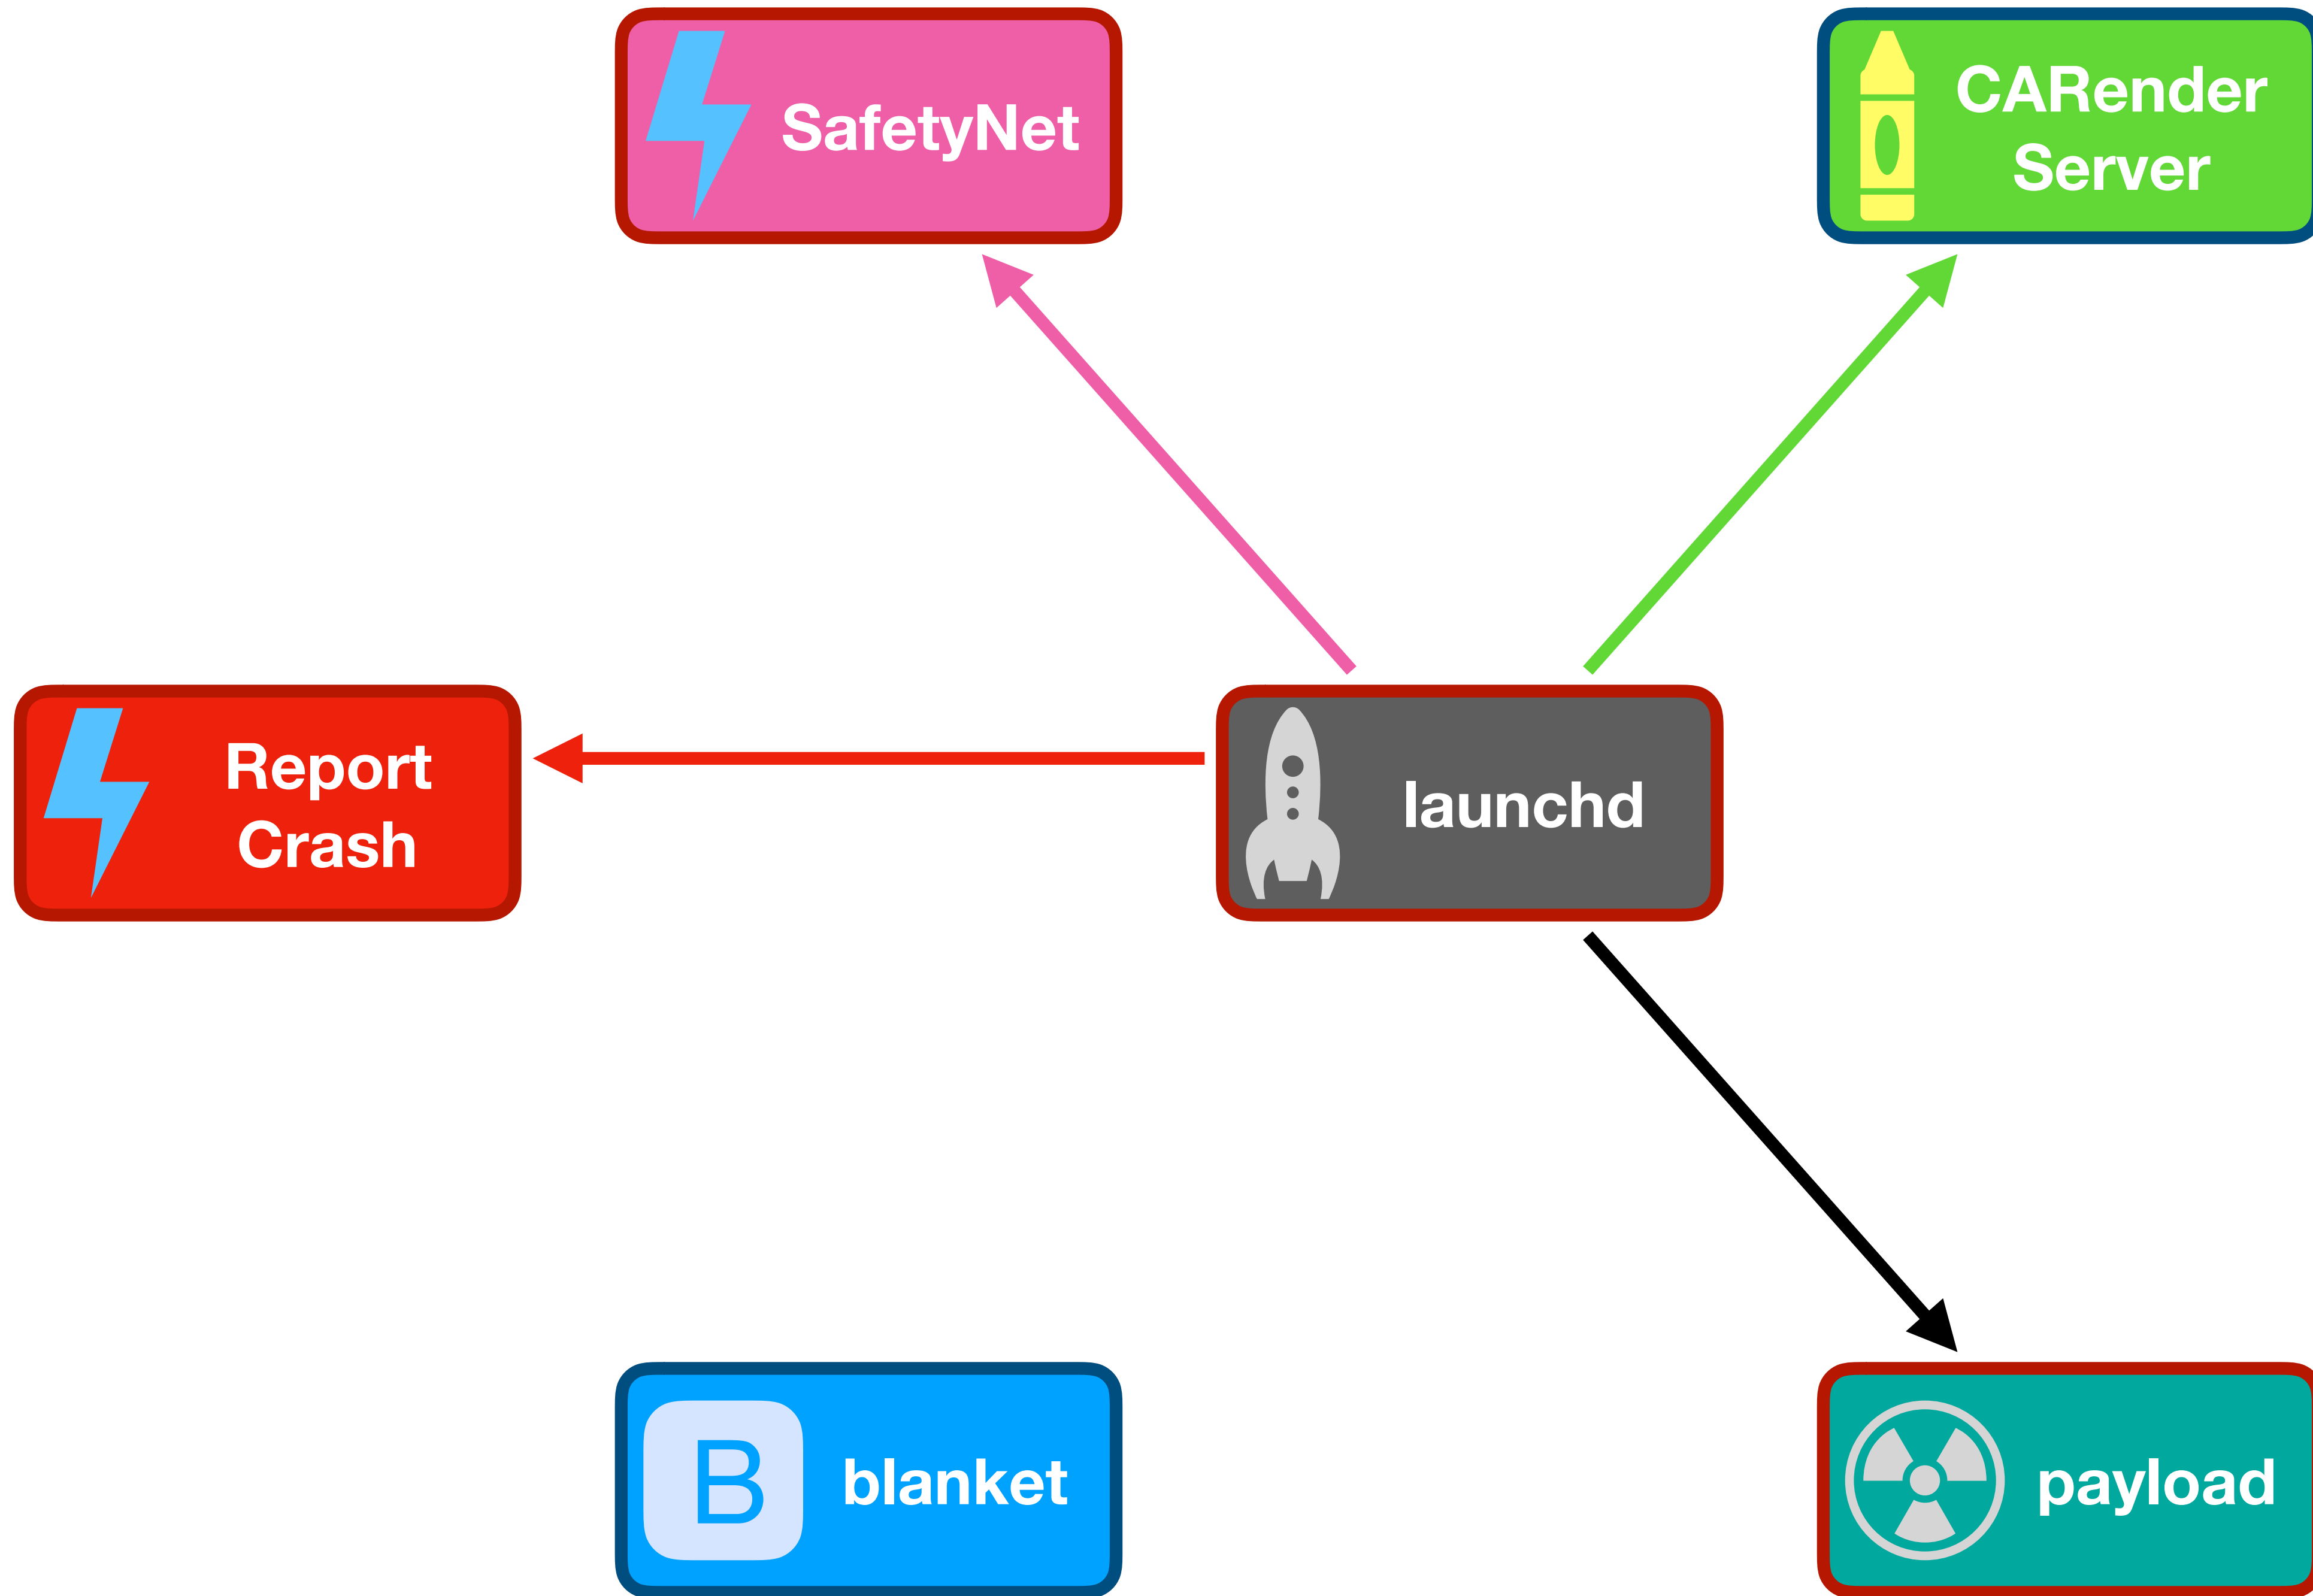 SafetyNet
CARender
Server
Report
Crash
launchd
B
blanket
payload